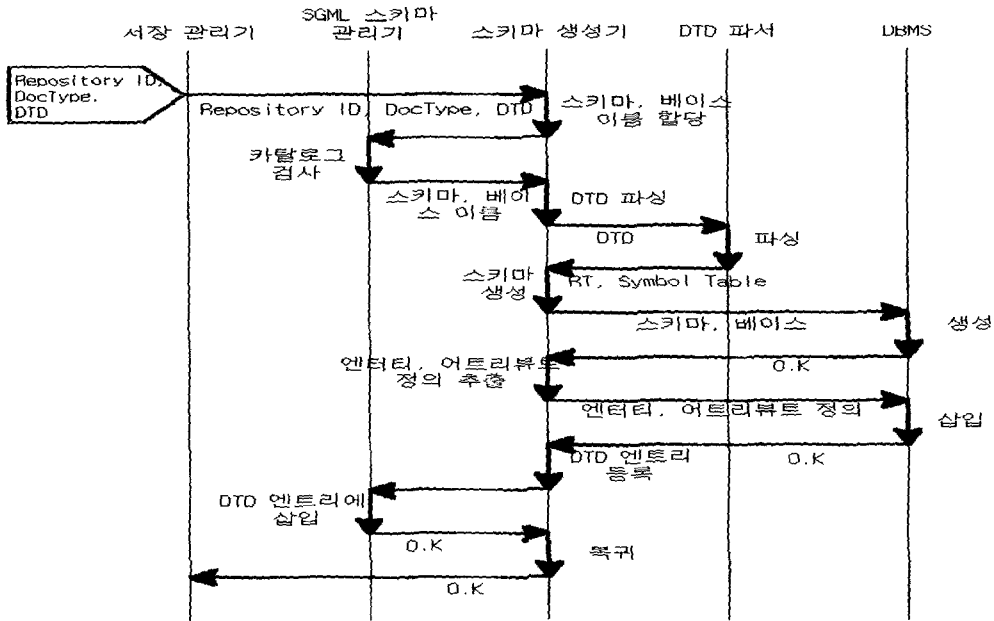 SGML 스키마
저장 관리기
관리기
스키마 생성기
DTD 파서
DBMS
Repository ID,
DocType,
DTD
Repository ID, DocType, DTD
스키마, 베이스
이름 할당
카탈로그
검사
스키마, 베이
스 이름
DTD 파싱
DTD
파싱
스키마
생성
RT, Symbol Table
스키마, 베이스
생성
엔터티, 어트리뷰트
정의 추출
O.K
엔터티, 어트리뷰트 정의
삽입
DTD 엔트리
등록
O.K
DTD 엔트리에
삽입
O.K
복귀
O.K